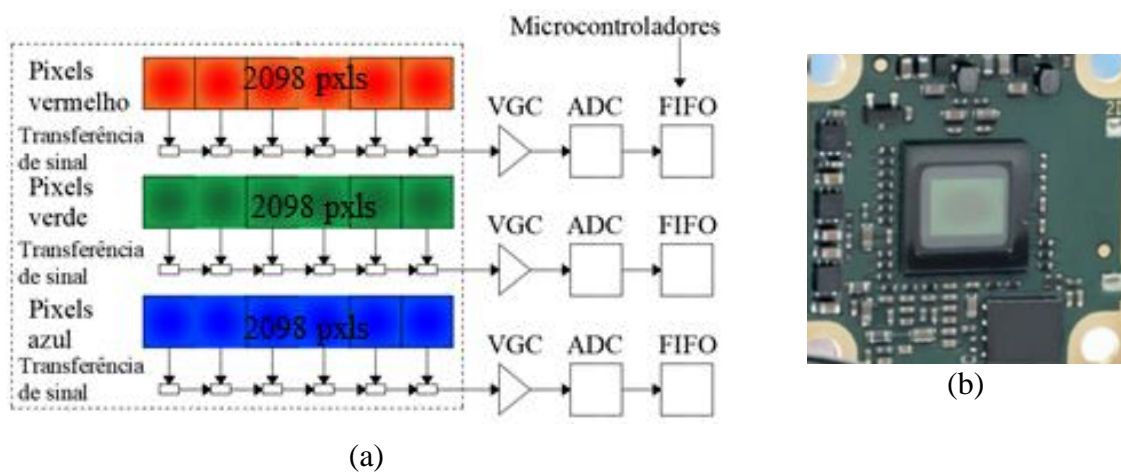 Microcontroladores
Pixels
vermelho
2098 pxls
VGC ADC FIFO
Transferência
de sinal
Pixels
verde
2098 pxls
VGC ADC FIFO
Transferência
de sinal
Pixels
azul
2098 pxls
VGC ADC FIFO
Transferência
de sinal
(a)
(b)